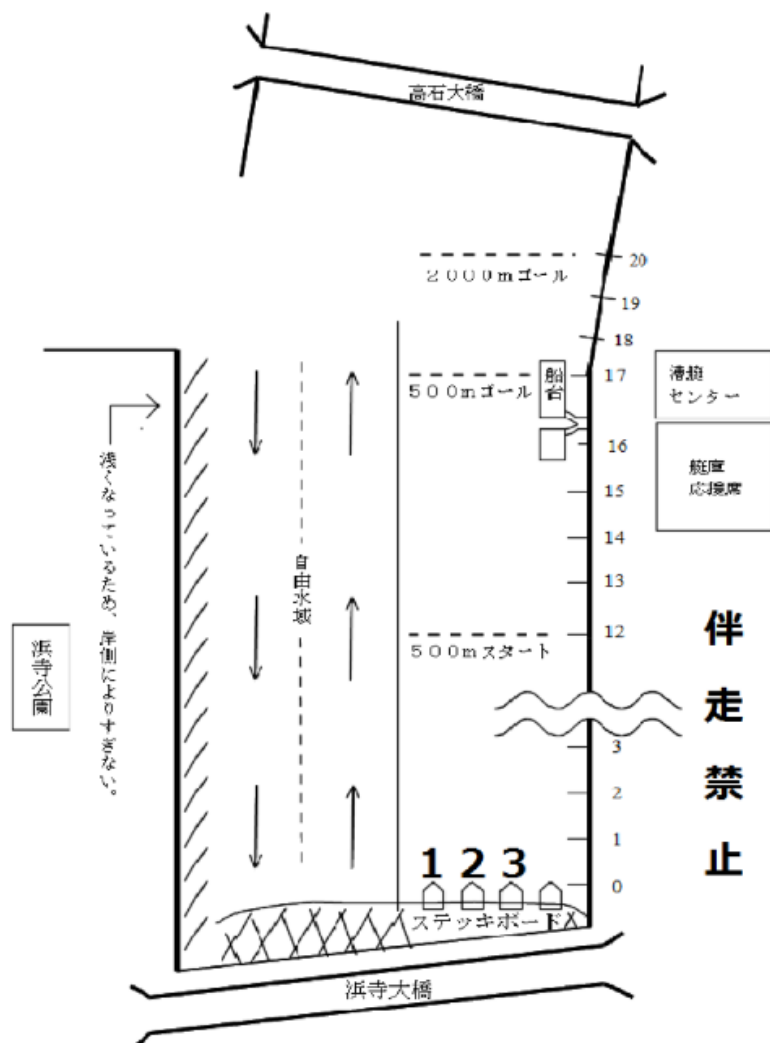 高石大橋
20
2000mゴール
19
18
17
500mゴール
船台
漕艇
センター
16
艇庫
応援席
15
14
13
12
500mスタート
自由水域
浅くなっているため、岸側によりすぎない。
浜寺公園
伴走禁止
3
2
1
0
1 2 3
ステッキボード
浜寺大橋